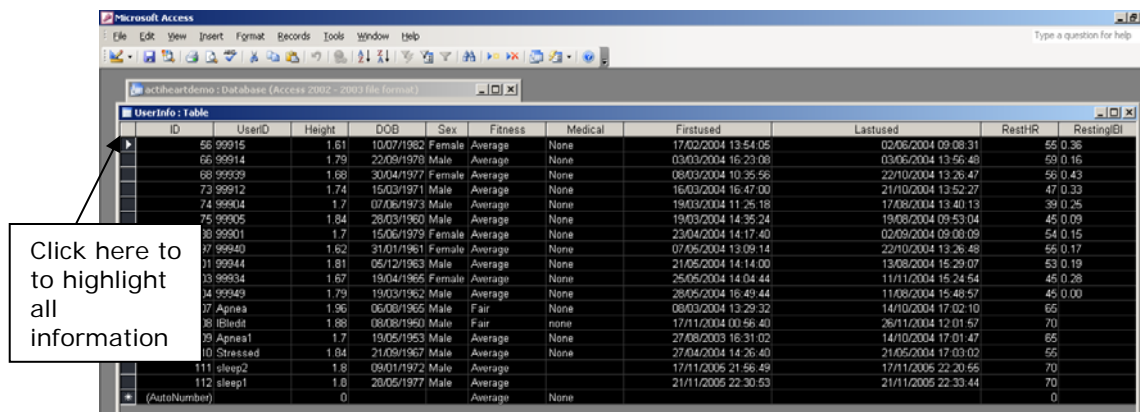 Microsoft Access
File Edit View Insert Format Records Tools Window Help Type a question for help
actiheartdemo : Database (Access 2002 - 2003 file format)
UserInfo : Table
ID UserID Height DOB Sex Fitness Medical Firstused Lastused RestHR RestingIBI
56 99915 1.61 10/07/1982 Female Average None 17/02/2004 13:54:05 02/06/2004 09:08:31 55 0.36
66 99914 1.79 22/09/1978 Male Average None 03/03/2004 16:23:08 03/06/2004 13:56:48 59 0.16
68 99939 1.68 30/04/1977 Female Average None 08/03/2004 10:35:56 22/10/2004 13:26:47 56 0.43
73 99912 1.74 15/03/1971 Male Average None 16/03/2004 16:47:00 21/10/2004 13:52:27 47 0.33
74 99904 1.7 07/06/1973 Male Average None 19/03/2004 11:25:18 17/08/2004 13:40:13 39 0.25
75 99905 1.84 28/03/1960 Male Average None 19/03/2004 14:35:24 19/08/2004 09:53:04 45 0.09
98 99901 1.7 15/06/1979 Female Average None 23/04/2004 14:17:40 02/09/2004 09:08:09 54 0.15
97 99940 1.62 31/01/1961 Female Average None 07/05/2004 13:09:14 22/10/2004 13:26:48 55 0.17
01 99944 1.81 05/12/1963 Male Average None 21/05/2004 14:14:00 13/08/2004 15:29:07 53 0.19
03 99934 1.67 19/04/1965 Female Average None 25/05/2004 14:04:44 11/11/2004 15:24:54 45 0.28
04 99949 1.79 19/03/1962 Male Average None 28/05/2004 16:49:44 11/08/2004 15:48:57 45 0.00
07 Apnea 1.96 06/08/1965 Male Fair None 08/03/2004 13:29:32 14/10/2004 17:02:10 65
08 IBIedit 1.88 08/08/1950 Male Fair none 17/11/2004 00:56:40 26/11/2004 12:01:57 70
09 Apnea1 1.7 19/05/1953 Male Average None 27/08/2003 16:31:02 14/10/2004 17:01:47 65
10 Stressed 1.84 21/09/1967 Male Average None 27/04/2004 14:26:40 21/05/2004 17:03:02 55
111 sleep2 1.8 09/01/1972 Male Average 17/11/2005 21:56:49 17/11/2005 22:20:55 70
112 sleep1 1.8 28/05/1977 Male Average 21/11/2005 22:30:53 21/11/2005 22:33:44 70
(AutoNumber) 0 Average None 0
Click here to
to highlight
all
information